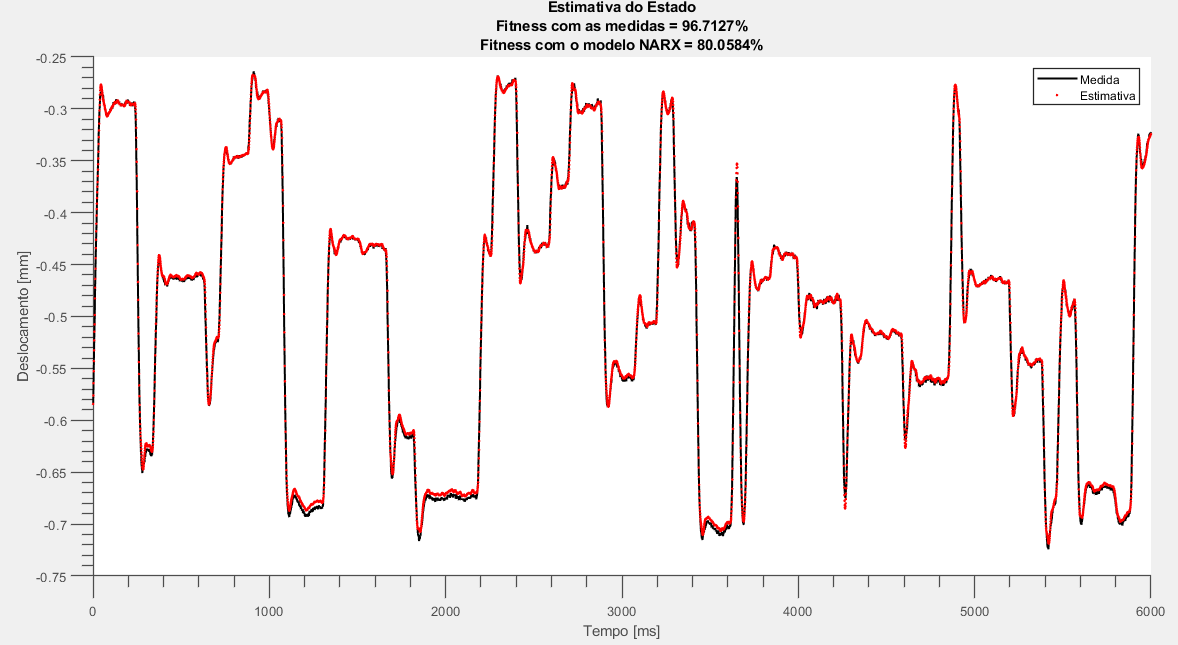 Estimativa do Estado
Fitness com as medidas = 96.7127%
Fitness com o modelo NARX = 80.0584%
-0.25
-0.3
-0.35
-0.4
-0.45
-0.5
-0.55
-0.6
-0.65
-0.7
-0.75
Deslocamento [mm]
Medida
Estimativa
0
1000
2000
3000
4000
5000
6000
Tempo [ms]